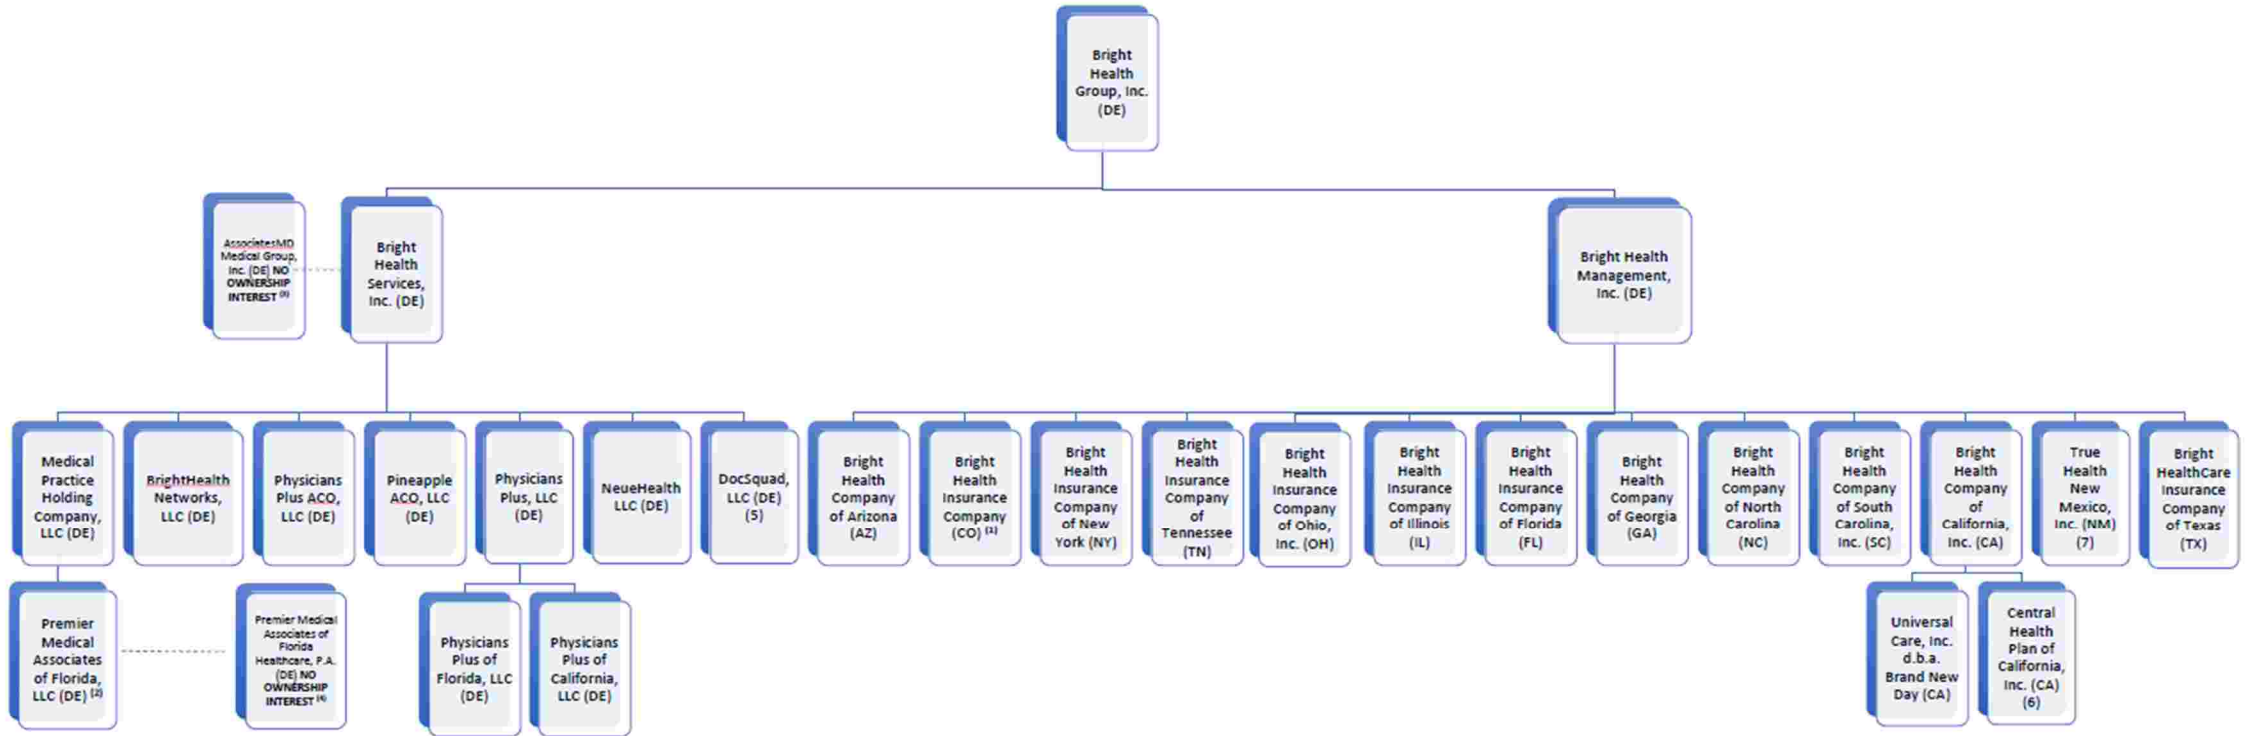 Bright
Health
Group, Inc.
(DE)
AssociatesMD
Medical Group,
Inc. (DE) NO
OWNERSHIP
INTEREST
Bright
Health
Services,
Inc. (DE)
Bright Health
Management,
Inc. (DE)
Medical
Practice
Holding
Company,
LLC (DE)
BrightHealth
Networks,
LLC (DE)
Physicians
Plus ACO,
LLC (DE)
Pineapple
ACO, LLC
(DE)
Physicians
Plus, LLC
(DE)
NeueHealth
LLC (DE)
DocSquad,
LLC (DE)
(5)
Bright
Health
Company
of Arizona
(AZ)
Bright
Health
Insurance
Company
(CO) (1)
Bright
Health
Insurance
Company
of New
York (NY)
Bright
Health
Insurance
Company
of
Tennessee
(TN)
Bright
Health
Insurance
Company
of Ohio,
Inc. (OH)
Bright
Health
Insurance
Company
of Illinois
(IL)
Bright
Health
Insurance
Company
of Florida
(FL)
Bright
Health
Company
of Georgia
(GA)
Bright
Health
Company
of North
Carolina
(NC)
Bright
Health
Company
of South
Carolina,
Inc. (SC)
Bright
Health
Company
of
California,
Inc. (CA)
True
Health
New
Mexico,
Inc. (NM)
(7)
Bright
HealthCare
Insurance
Company
of Texas
(TX)
Premier
Medical
Associates
of Florida,
LLC (DE) (2)
Premier Medical
Associates of
Florida
Healthcare, P.A.
(DE) NO
OWNERSHIP
INTEREST (4)
Physicians
Plus of
Florida, LLC
(DE)
Physicians
Plus of
California,
LLC (DE)
Universal
Care, Inc.
d.b.a.
Brand New
Day (CA)
Central
Health
Plan of
California,
Inc. (CA)
(6)